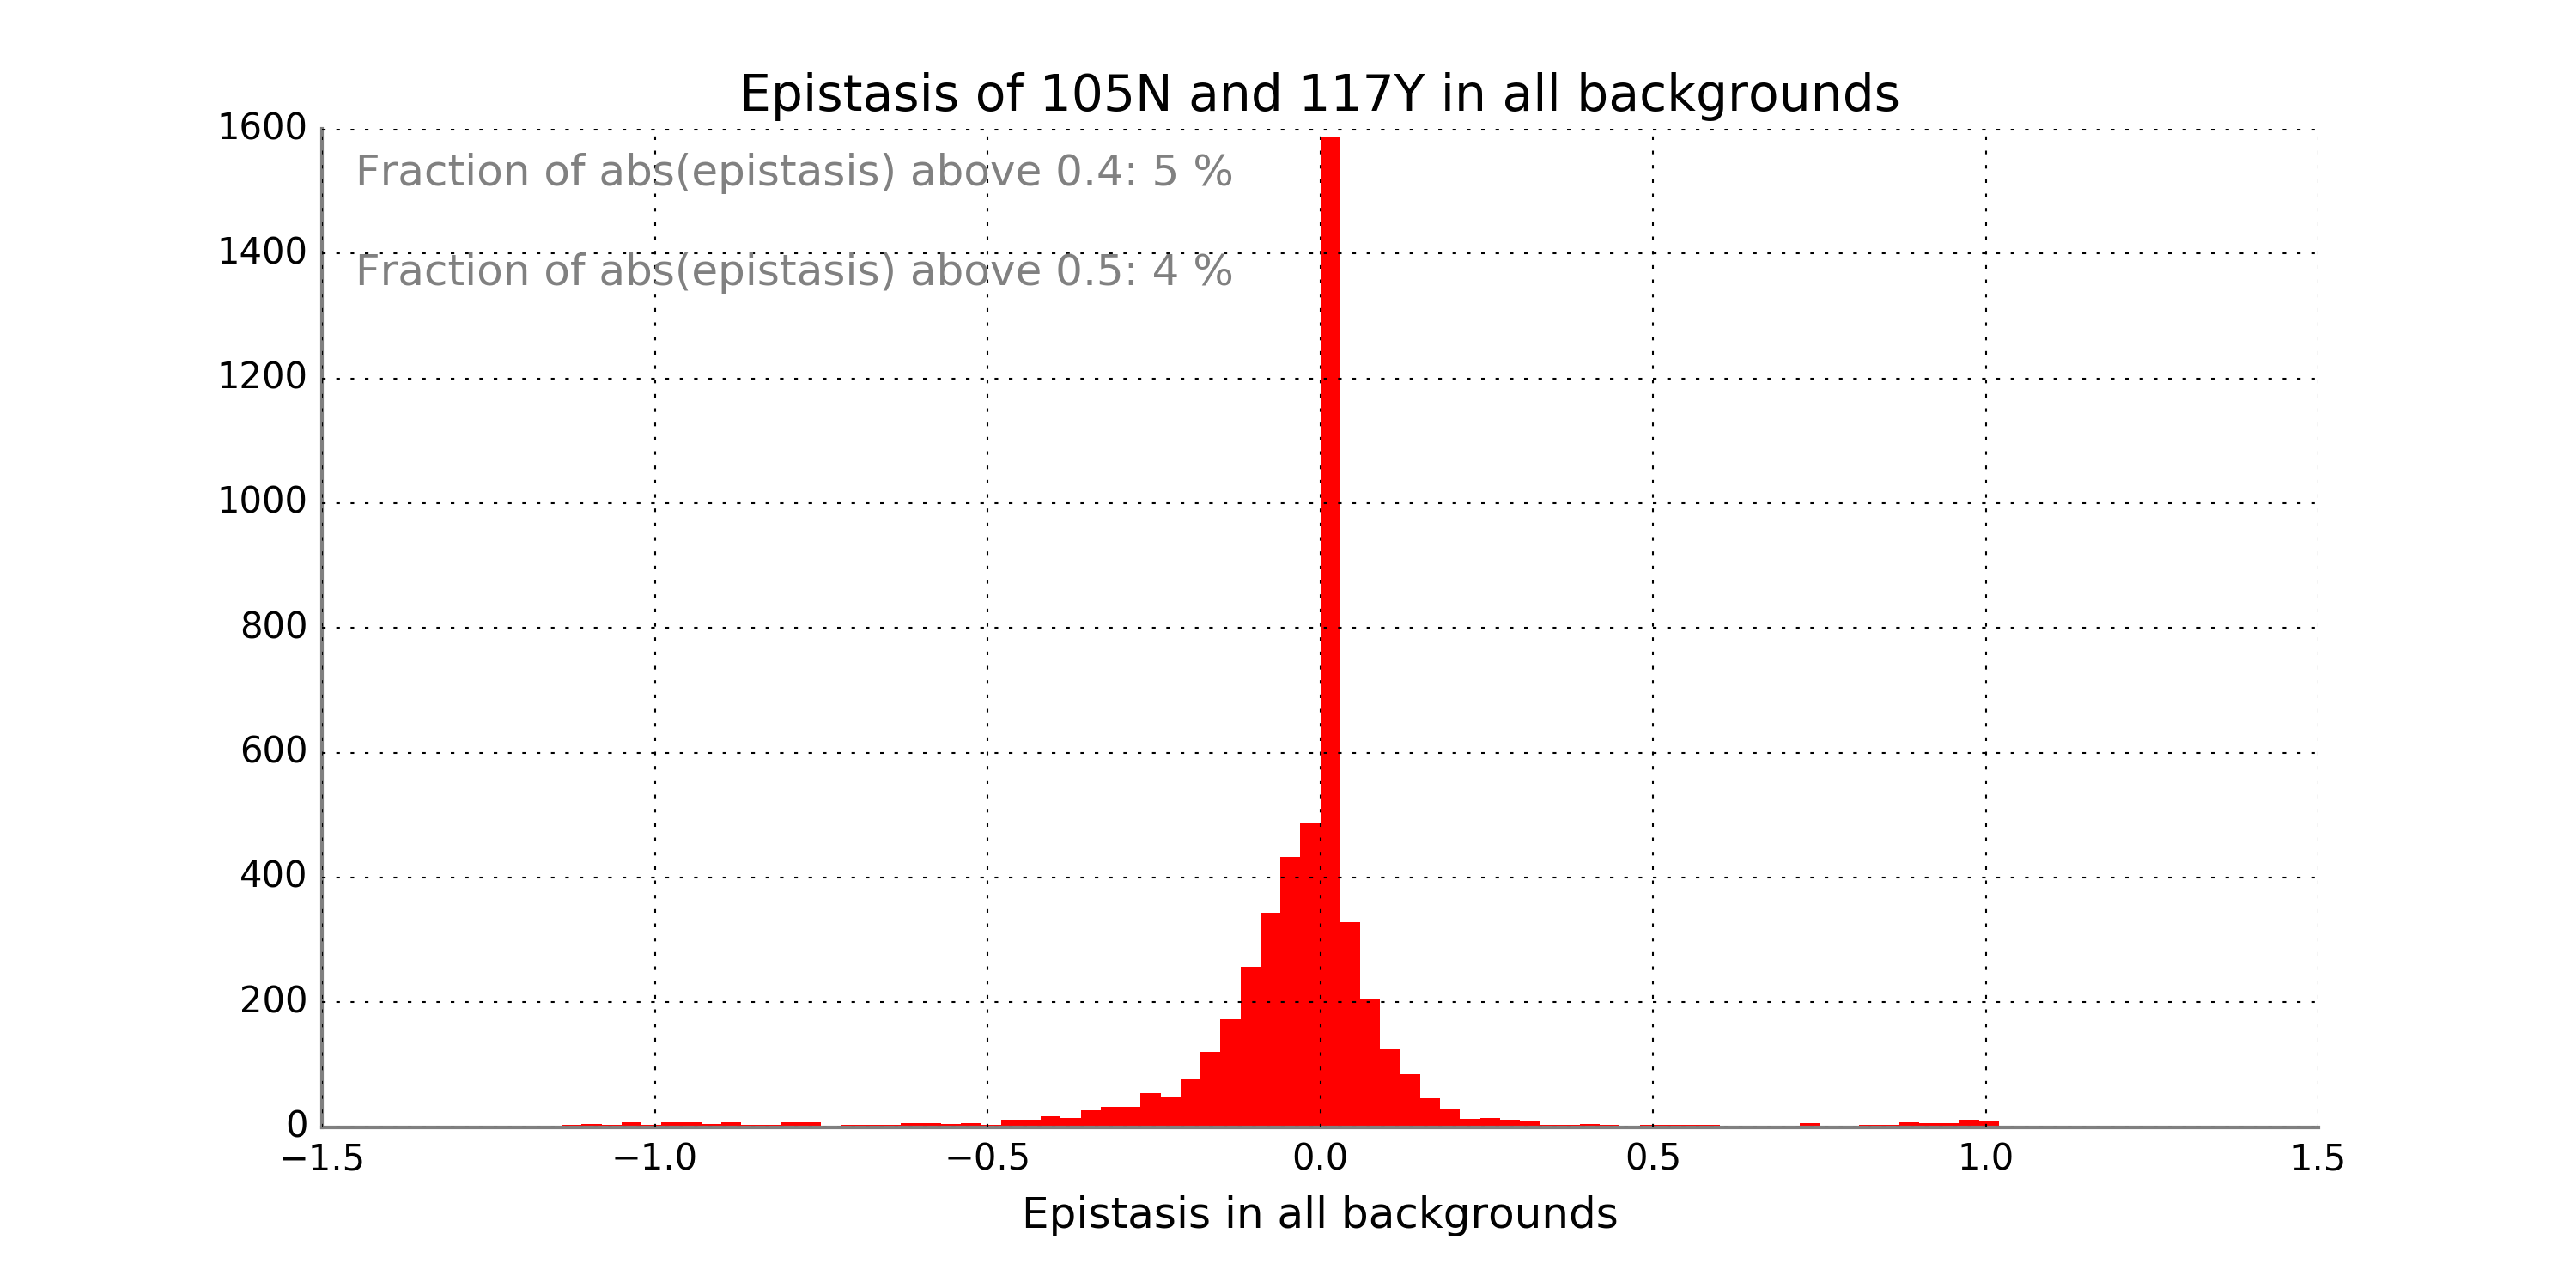 Epistasis of 105N and 117Y in all backgrounds
1600
Fraction of abs(epistasis) above 0.4: 5 %
1400
Fraction of abs(epistasis) above 0.5: 4 %
1200
1000
800
600
400
200
0
−1.5 −1.0 −0.5 0.0 0.5 1.0 1.5
Epistasis in all backgrounds